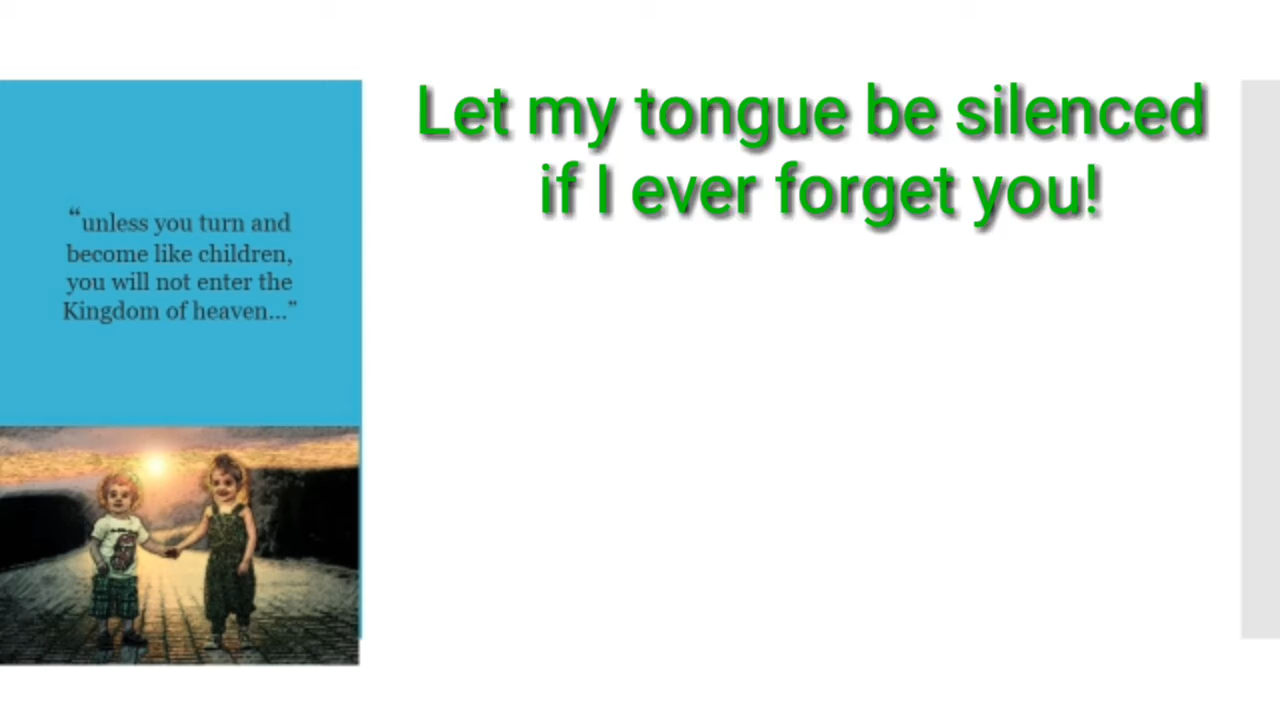 “unless you turn and
become like children,
you will not enter the
Kingdom of heaven...”
Let my tongue be silenced
if I ever forget you!